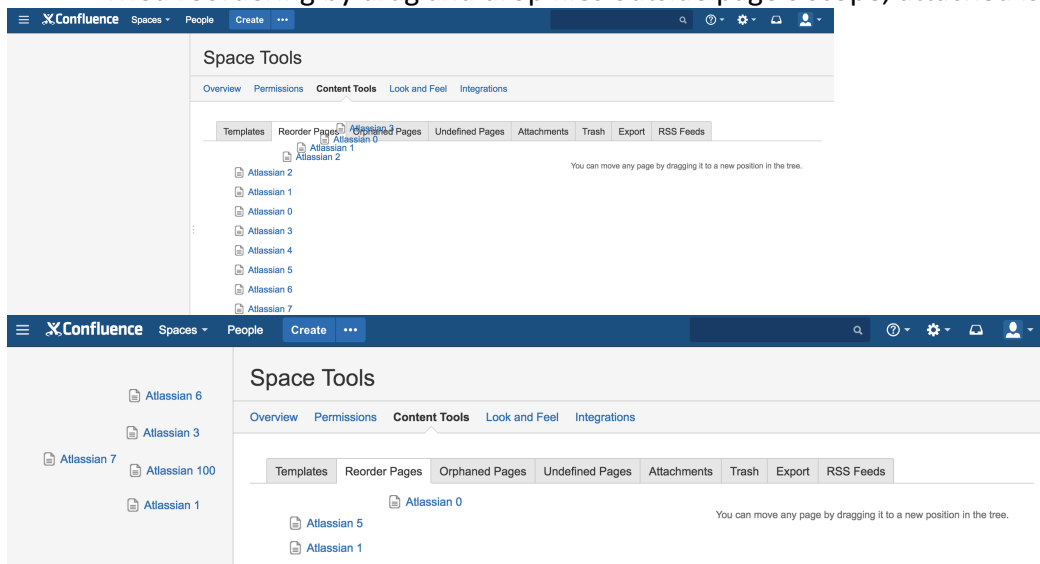 Confluence Spaces People Create
Space Tools
Overview Permissions Content Tools Look and Feel Integrations
Templates Reorder Pages Orphaned Pages Undefined Pages Attachments Trash Export RSS Feeds
Atlassian 3
Atlassian 0
Atlassian 1
Atlassian 2
You can move any page by dragging it to a new position in the tree.
Atlassian 2
Atlassian 1
Atlassian 0
Atlassian 3
Atlassian 4
Atlassian 5
Atlassian 6
Atlassian 7
Confluence Spaces People Create
Space Tools
Atlassian 6
Overview Permissions Content Tools Look and Feel Integrations
Atlassian 3
Atlassian 7
Atlassian 100
Templates Reorder Pages Orphaned Pages Undefined Pages Attachments Trash Export RSS Feeds
Atlassian 1
Atlassian 0
You can move any page by dragging it to a new position in the tree.
Atlassian 5
Atlassian 1